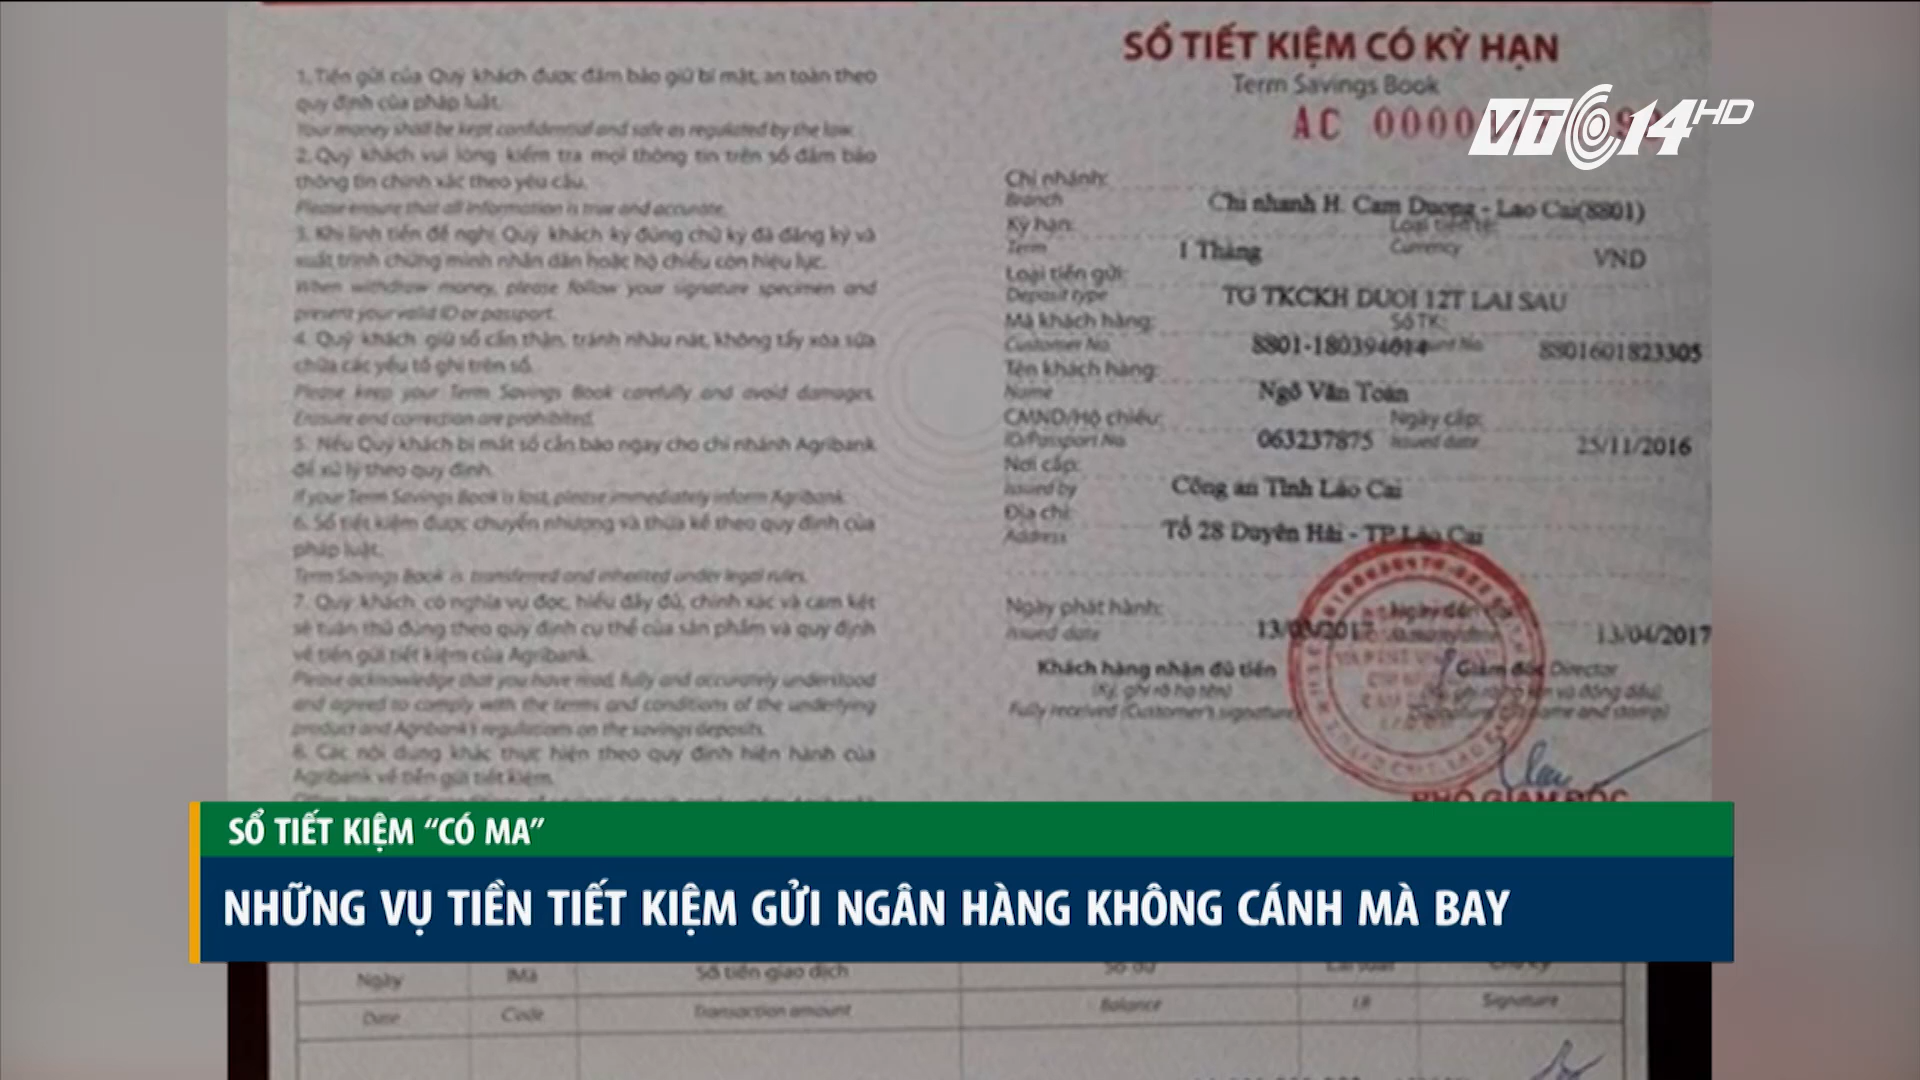 1. Tiền gửi của Quý khách được đảm bảo giữ bí mật, an toàn theo
quy định của pháp luật.
Your money shall be kept confidential and safe as regulated by the law.
2. Quý khách vui lòng kiểm tra mọi thông tin trên sổ đảm bảo
thông tin chính xác theo yêu cầu.
Please ensure that all information is true and accurate.
3. Khi lĩnh tiền đề nghị Quý khách ký đúng chữ ký đã đăng ký và
xuất trình chứng minh nhân dân hoặc hộ chiếu còn hiệu lực.
When withdraw money, please follow your signature specimen and
present your valid ID or passport.
4. Quý khách giữ sổ cẩn thận, tránh nhàu nát, không tẩy xóa sửa
chữa các yếu tố ghi trên sổ.
Please keep your Term Savings Book carefully and avoid damages.
Erasure and correction are prohibited.
5. Nếu Quý khách bị mất sổ cần báo ngay cho chi nhánh Agribank
để xử lý theo quy định.
If your Term Savings Book is lost, please immediately inform Agribank.
6. Sổ tiết kiệm được chuyển nhượng và thừa kế theo quy định của
pháp luật.
Term Savings Book is transferred and inherited under legal rules.
7. Quý khách có nghĩa vụ đọc, hiểu đầy đủ, chính xác và cam kết
sẽ tuân thủ đúng theo quy định cụ thể của sản phẩm và quy định
về tiền gửi tiết kiệm của Agribank.
Please acknowledge that you have read, fully and accurately understood
and agreed to comply with the terms and conditions of the underlying
product and Agribank's regulations on the savings deposits.
8. Các nội dung khác thực hiện theo quy định hiện hành của
Agribank về tiền gửi tiết kiệm.
SỔ TIẾT KIỆM CÓ KỲ HẠN
Term Savings Book
AC 0000
VTC14 HD
Chi nhánh: Chi nhanh H. Cam Duong - Lao Cai(8801)
Branch
Kỳ hạn: 1 Tháng Loại tiền tệ: VND
Term Currency
Loại tiền gửi: TG TKCKH DUOI 12T LAI SAU
Deposit type
Mã khách hàng: 8801-180394614 Số TK: 8801601823305
Customer No.
Tên khách hàng: Ngô Văn Toàn
Name
CMND/Hộ chiếu: 063237875 Ngày cấp: 25/11/2016
ID/Passport No. Issued date
Nơi cấp: Công an Tỉnh Lào Cai
Issued by
Địa chỉ: Tổ 28 Duyên Hải - TP Lào Cai
Address
Ngày phát hành: 13/03/2017 Ngày đến 13/04/2017
Issued date
Khách hàng nhận đủ tiền Giám đốc Director
(Ký, ghi rõ họ tên)
Fully received (Customer's signature)
PHÓ GIÁM ĐỐC
SỔ TIẾT KIỆM “CÓ MA”
NHỮNG VỤ TIỀN TIẾT KIỆM GỬI NGÂN HÀNG KHÔNG CÁNH MÀ BAY
Ngày Mã Số tiền giao dịch Số dư Lãi suất Chữ ký
Date Code Transaction amount Balance I.R Signature